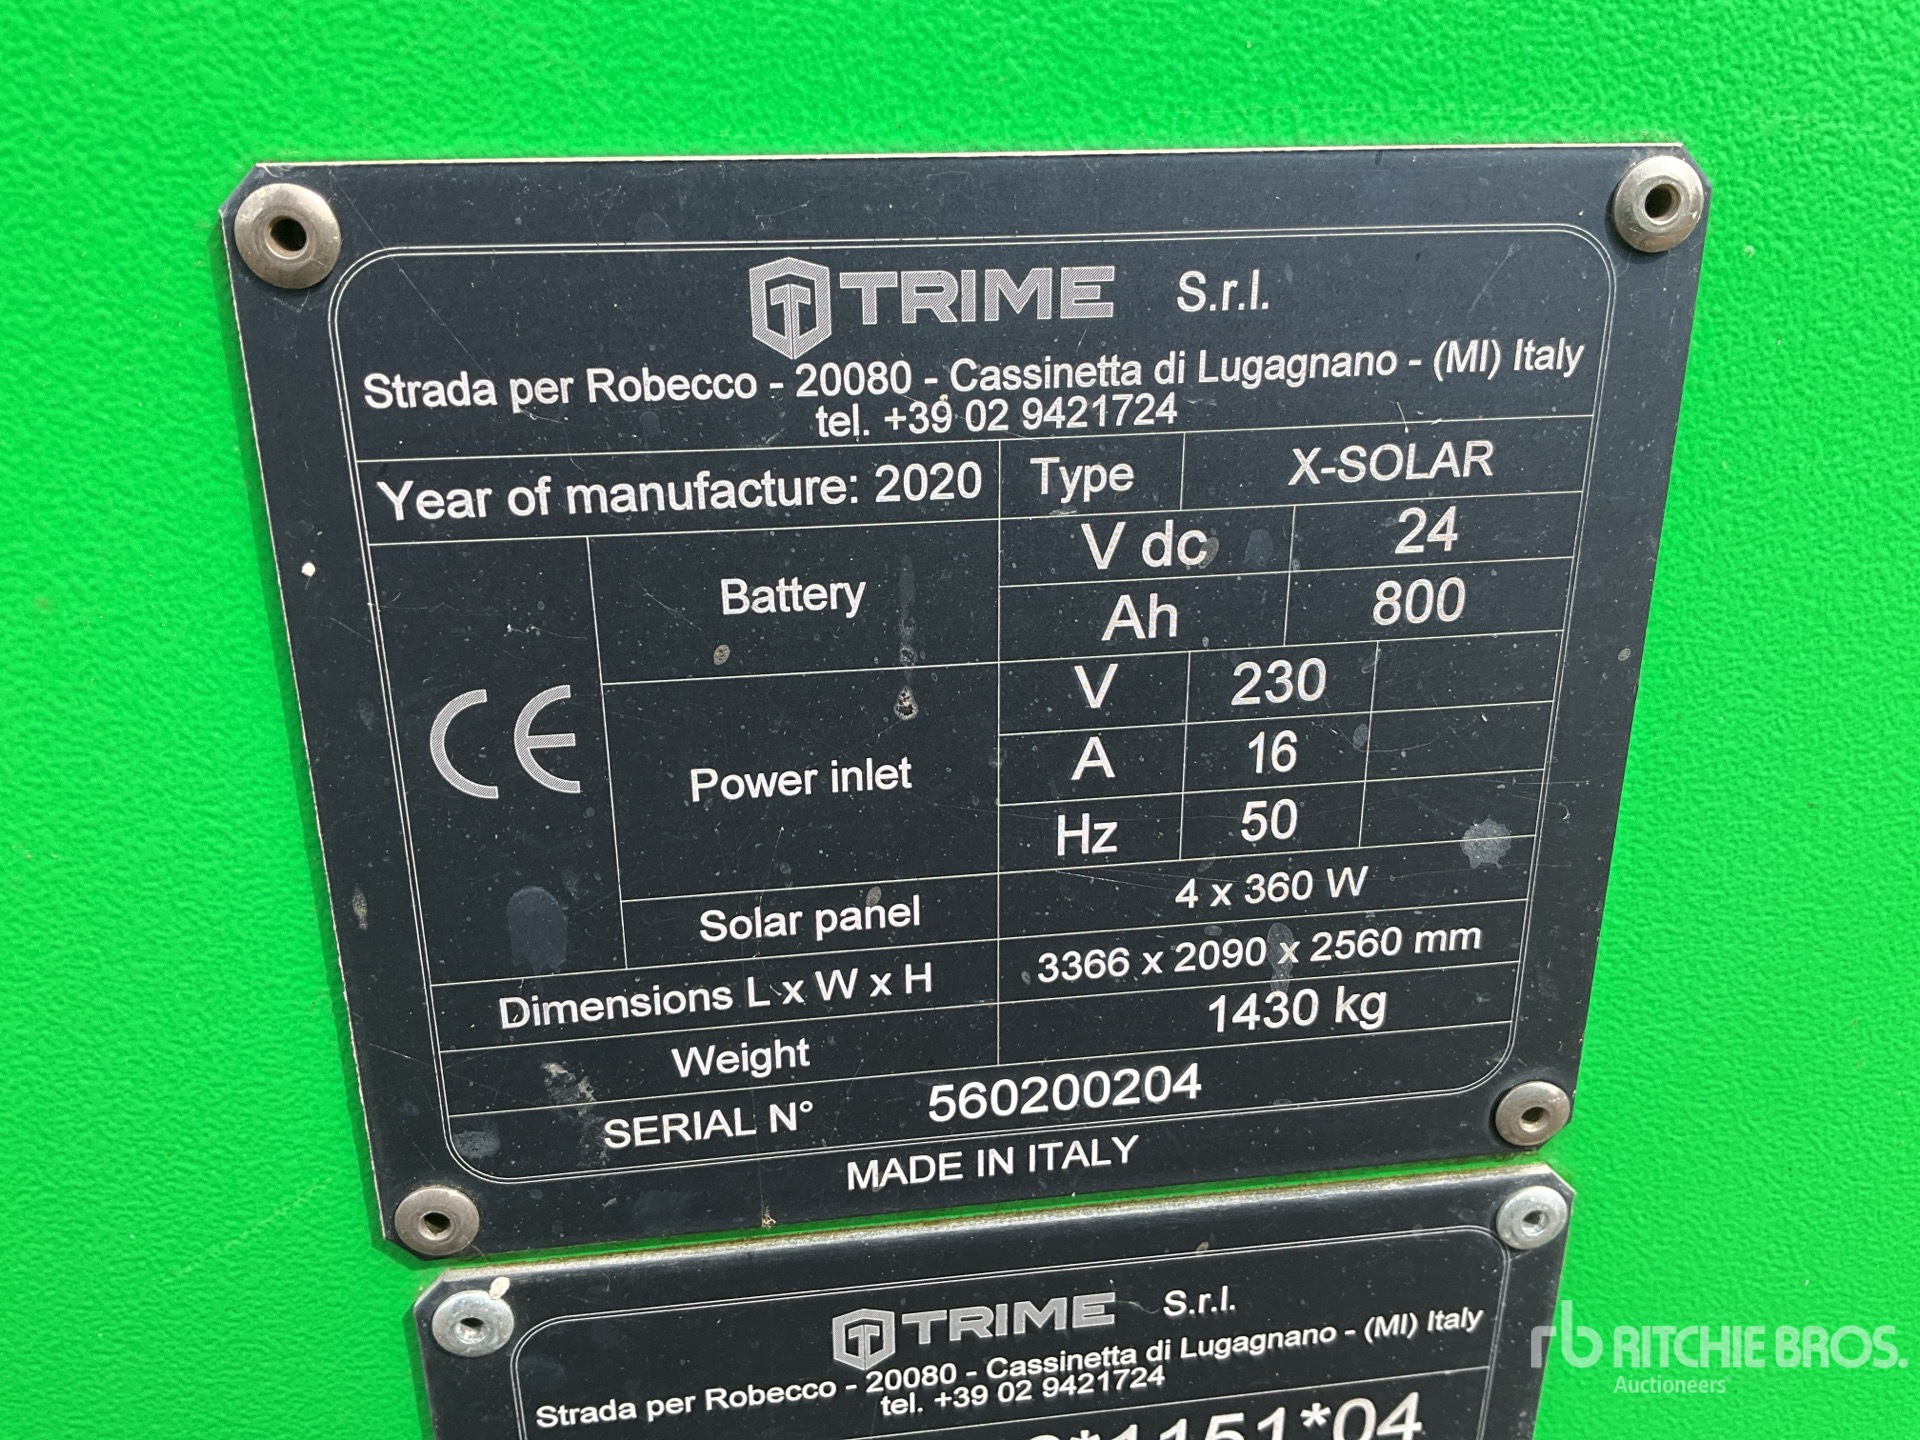 TRIME S.r.l.
Strada per Robecco - 20080 - Cassinetta di Lugagnano - (MI) Italy
tel. +39 02 9421724
Year of manufacture: 2020 Type X-SOLAR
Battery V dc 24
Ah 800
CE
Power inlet V 230
A 16
Hz 50
Solar panel 4 x 360 W
Dimensions L x W x H 3366 x 2090 x 2560 mm
Weight 1430 kg
SERIAL N° 560200204
MADE IN ITALY
TRIME S.r.l.
Strada per Robecco - 20080 - Cassinetta di Lugagnano - (MI) Italy
tel. +39 02 9421724
*1151*04
rb RITCHIE BROS.
Auctioneers